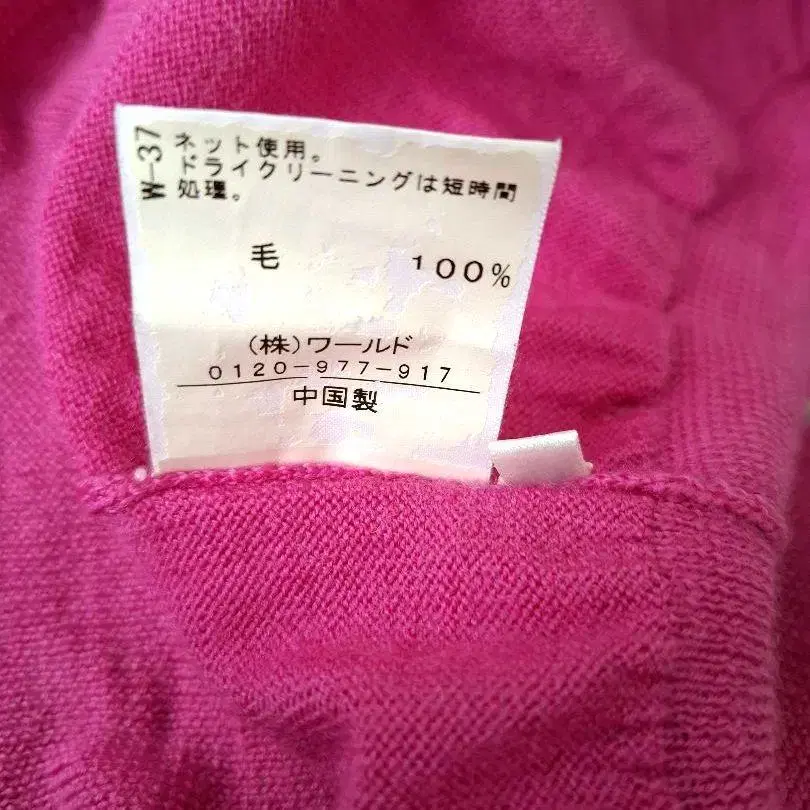 W-37
ネット使用。
ドライクリーニングは短時間
処理。
毛 100%
(株)ワールド
0120-977-917
中国製